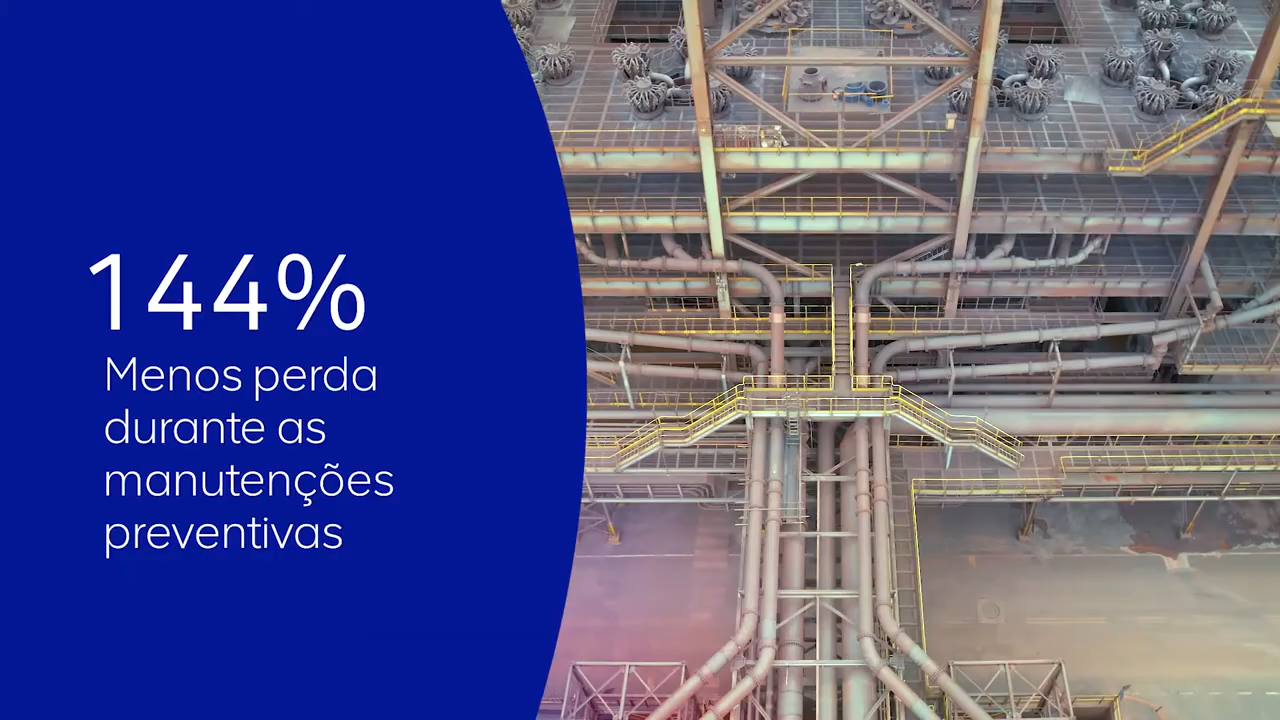 144%
Menos perda
durante as
manutenções
preventivas